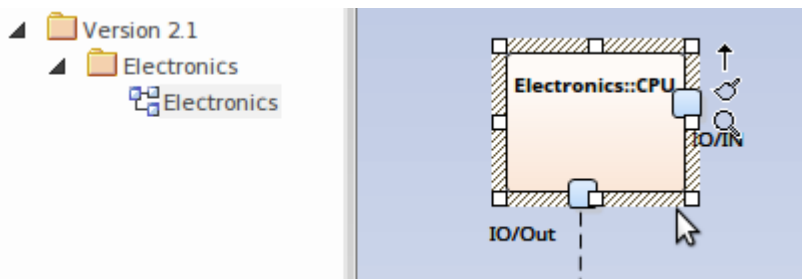 Version 2.1
Electronics
Electronics
Electronics::CPU
IO/IN
IO/Out